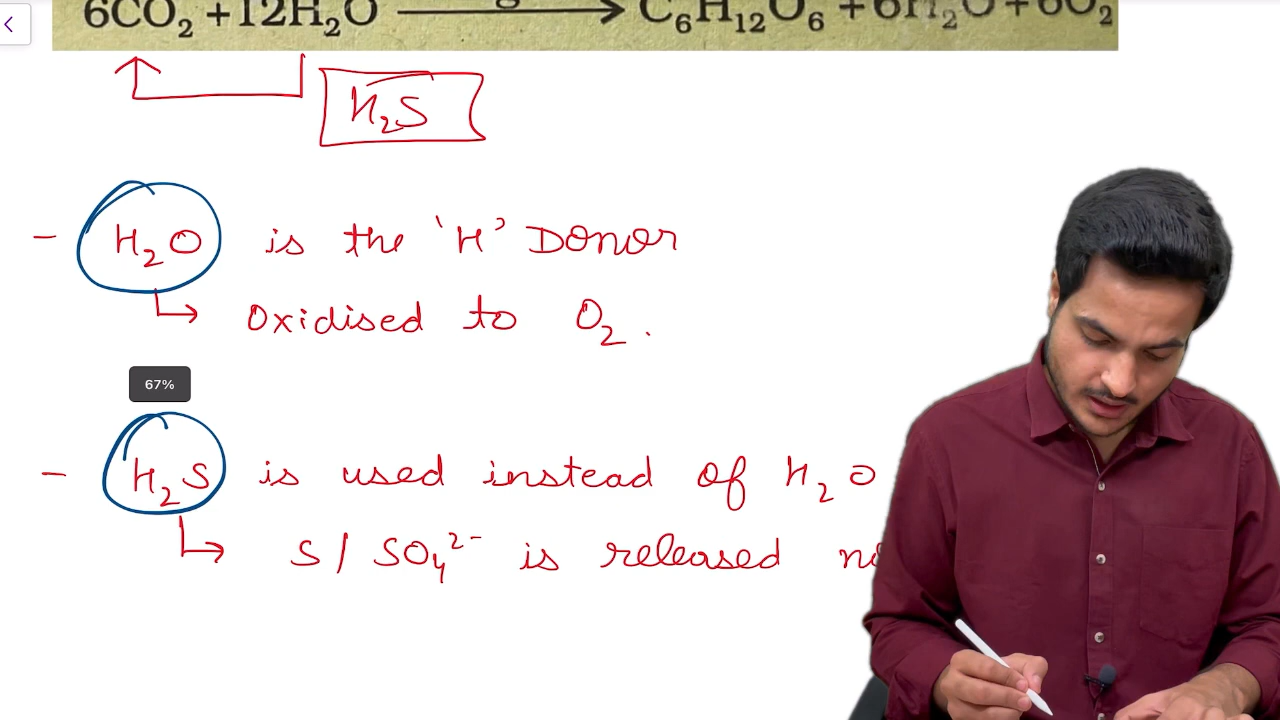 6CO₂ +12H₂O ⟶ C₆H₁₂O₆ +6H₂O+6O₂
H₂S
- H₂O is the 'H' Donor
↳ Oxidised to O₂.
67%
- H₂S is used instead of H₂O
↳ S / SO₄²⁻ is released